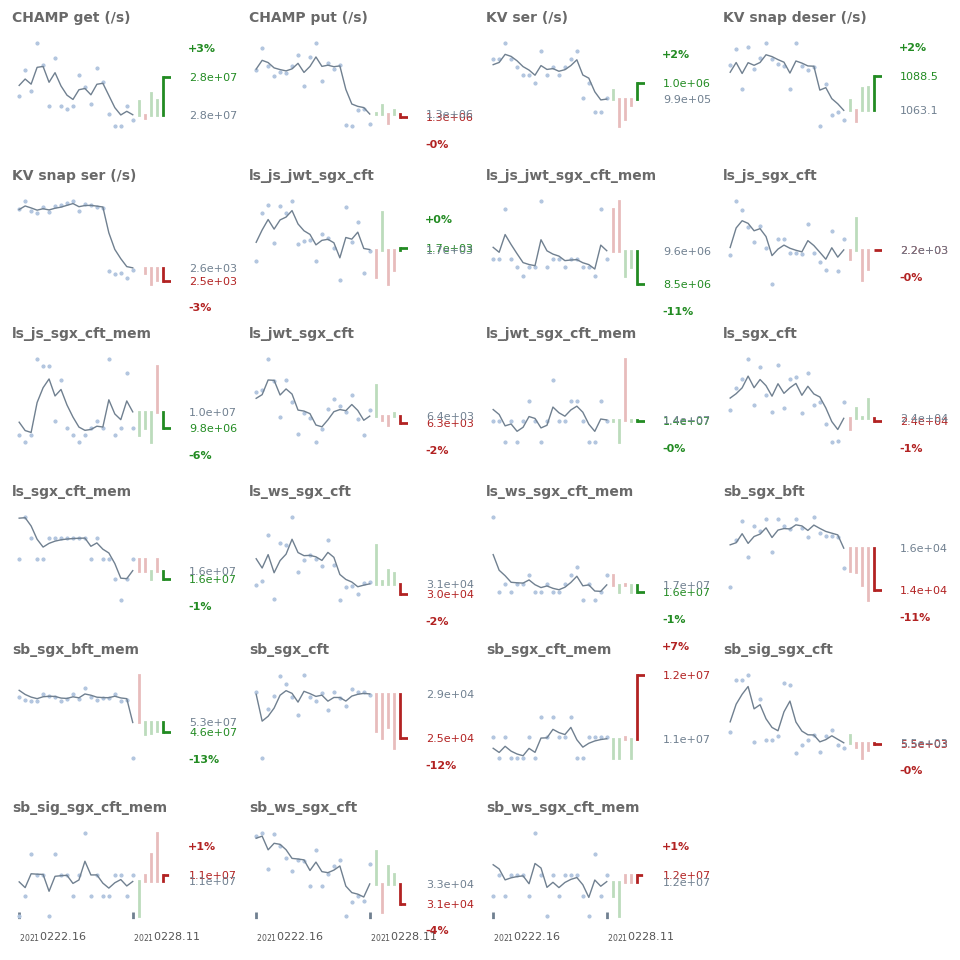 CHAMP get (/s)
+3%
2.8e+07
2.8e+07
CHAMP put (/s)
1.3e+06
1.3e+06
-0%
KV ser (/s)
+2%
1.0e+06
9.9e+05
KV snap deser (/s)
+2%
1088.5
1063.1
KV snap ser (/s)
2.6e+03
2.5e+03
-3%
ls_js_jwt_sgx_cft
+0%
1.7e+03
1.7e+03
ls_js_jwt_sgx_cft_mem
9.6e+06
8.5e+06
-11%
ls_js_sgx_cft
2.2e+03
-0%
ls_js_sgx_cft_mem
1.0e+07
9.8e+06
-6%
ls_jwt_sgx_cft
6.4e+03
6.3e+03
-2%
ls_jwt_sgx_cft_mem
1.4e+07
-0%
ls_sgx_cft
2.4e+04
2.4e+04
-1%
ls_sgx_cft_mem
1.6e+07
1.6e+07
-1%
ls_ws_sgx_cft
3.1e+04
3.0e+04
-2%
ls_ws_sgx_cft_mem
1.7e+07
1.6e+07
-1%
sb_sgx_bft
1.6e+04
1.4e+04
-11%
sb_sgx_bft_mem
5.3e+07
4.6e+07
-13%
sb_sgx_cft
2.9e+04
2.5e+04
-12%
sb_sgx_cft_mem
+7%
1.2e+07
1.1e+07
sb_sig_sgx_cft
5.5e+03
-0%
sb_sig_sgx_cft_mem
+1%
1.1e+07
1.1e+07
2021 0222.16
2021 0228.11
sb_ws_sgx_cft
3.3e+04
3.1e+04
-4%
2021 0222.16
2021 0228.11
sb_ws_sgx_cft_mem
+1%
1.2e+07
1.2e+07
2021 0222.16
2021 0228.11